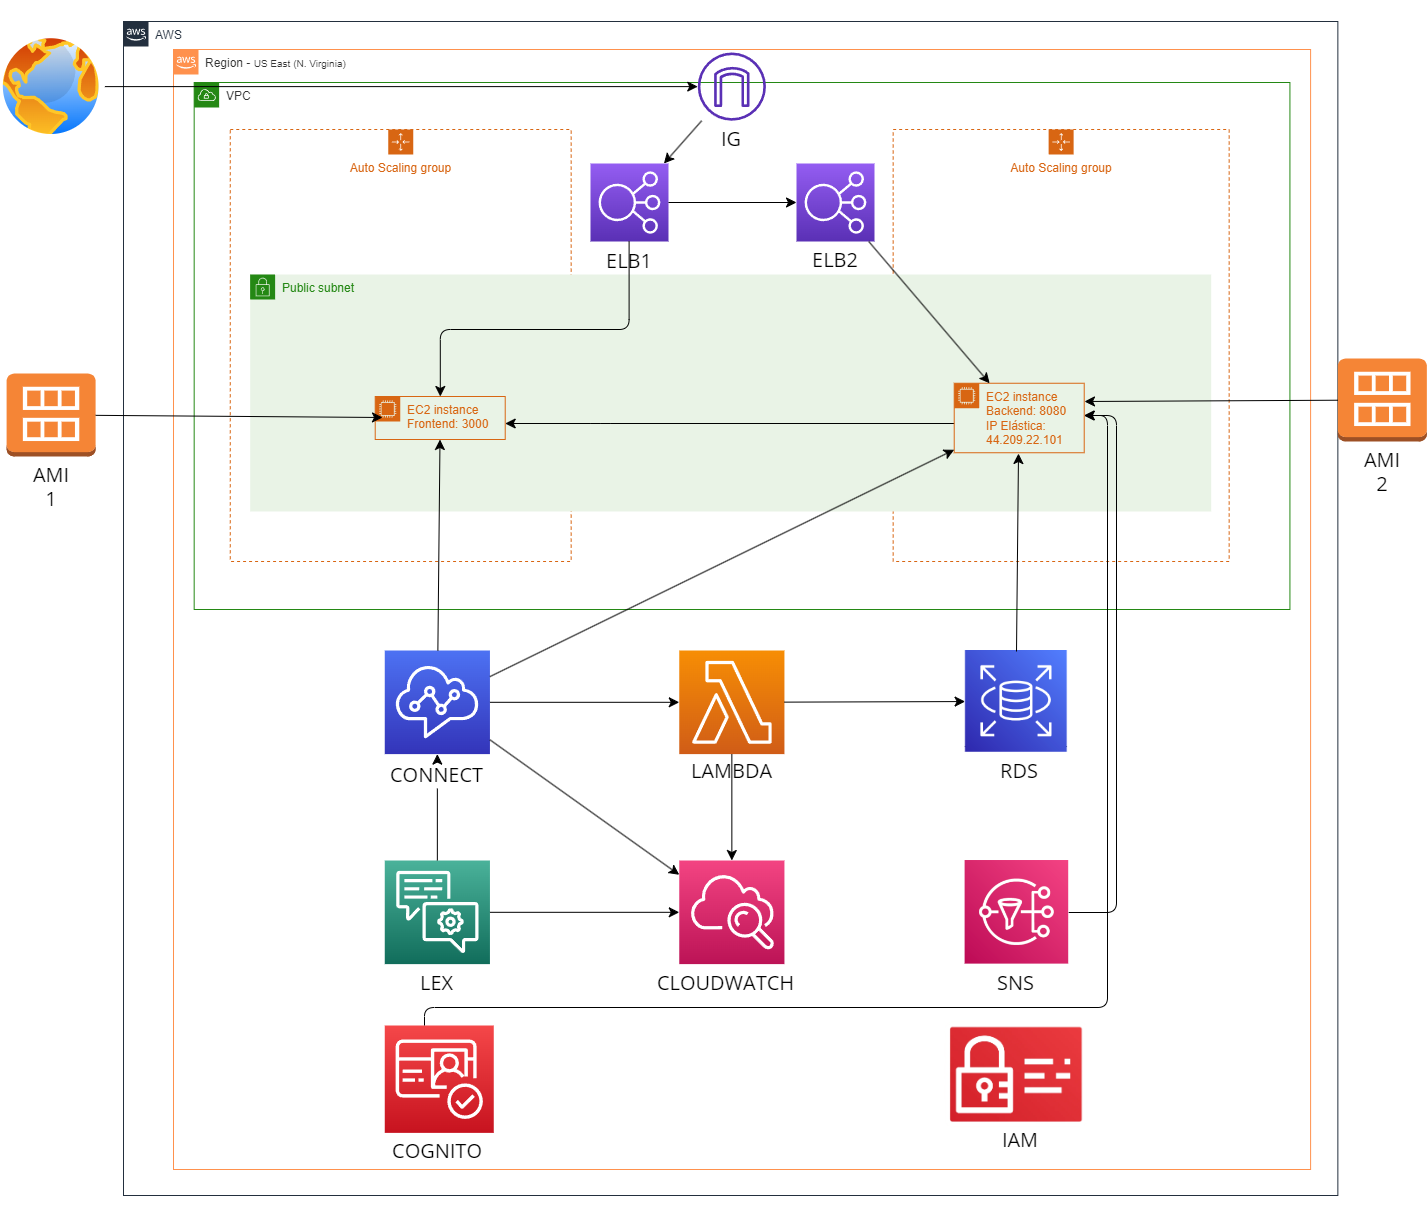 aws
AWS
aws
Region - US East (N. Virginia)
VPC
IG
Auto Scaling group
Auto Scaling group
ELB1
ELB2
Public subnet
EC2 instance
Frontend: 3000
EC2 instance
Backend: 8080
IP Elástica:
44.209.22.101
AMI
1
AMI
2
CONNECT
LAMBDA
RDS
LEX
CLOUDWATCH
SNS
COGNITO
IAM